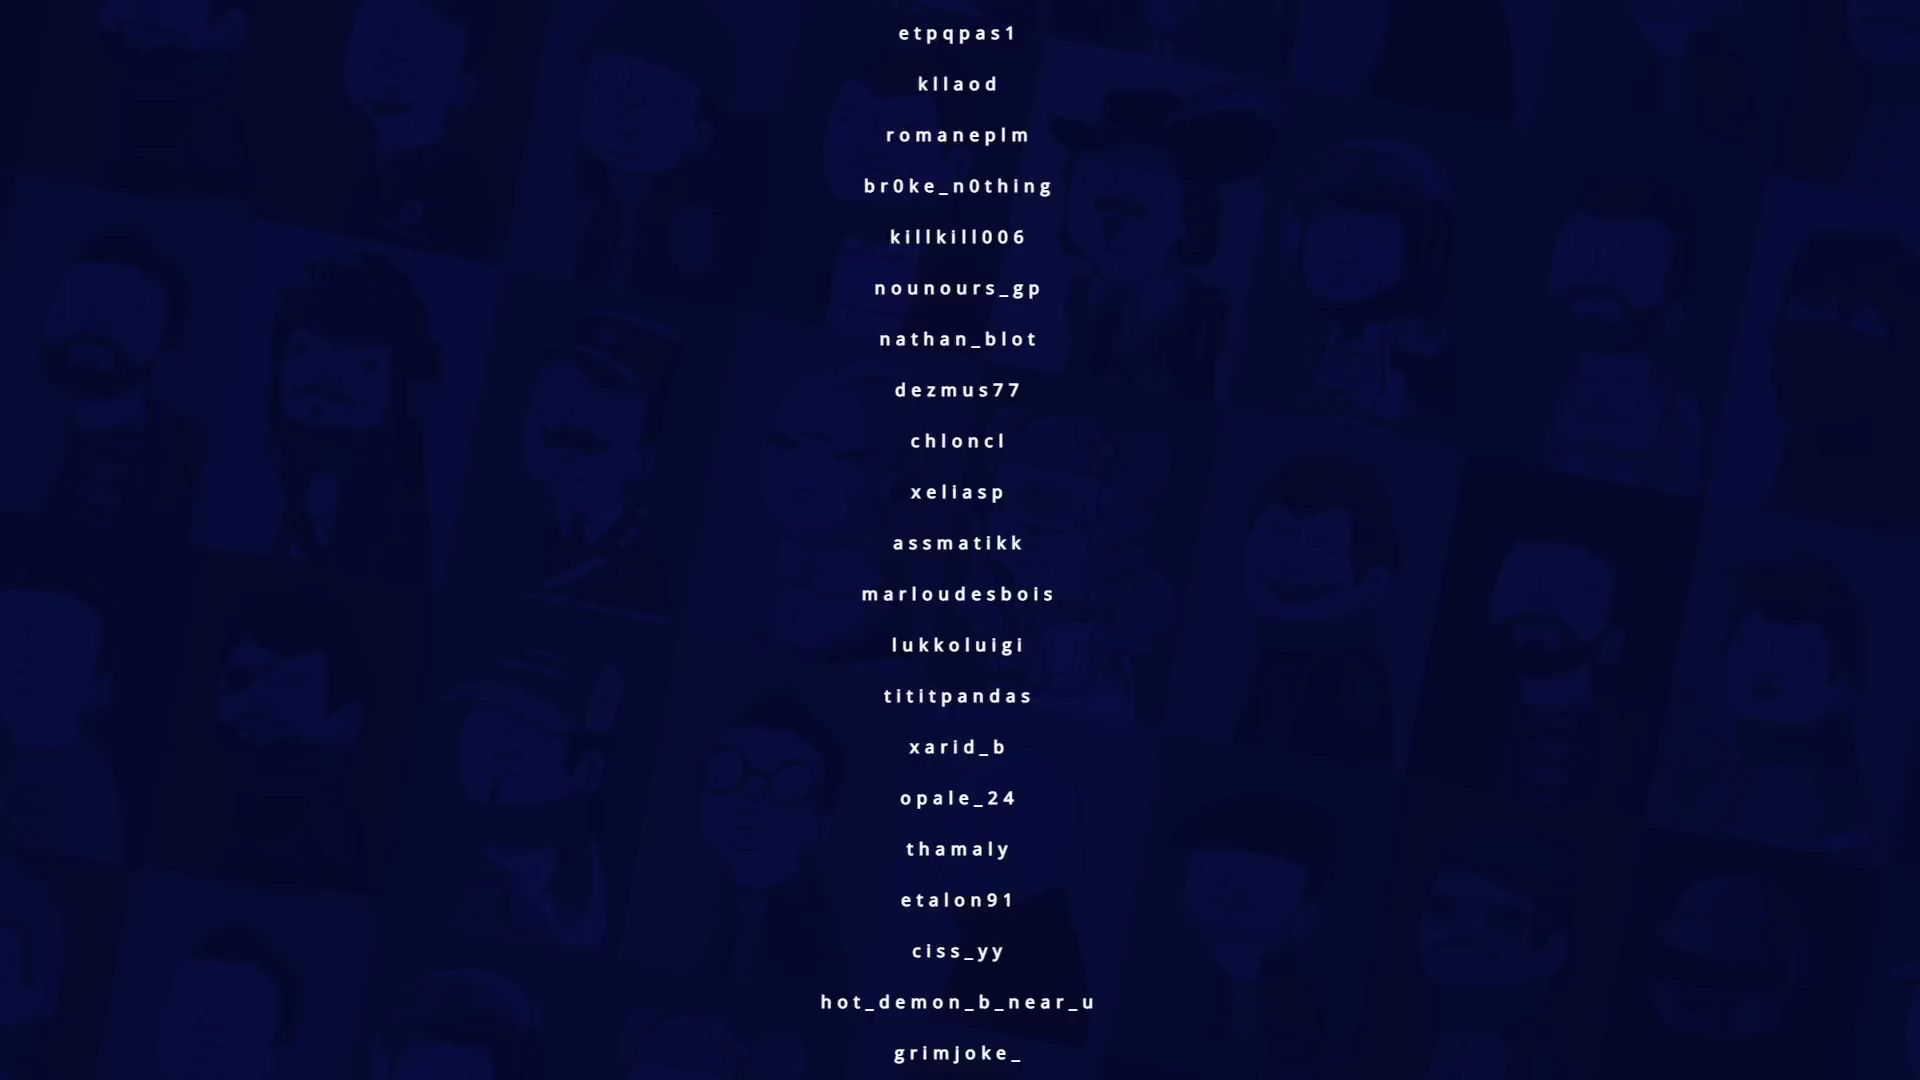 etpqpas1
kllaod
romaneplm
br0ke_n0thing
killkill006
nounours_gp
nathan_blot
dezmus77
chloncl
xeliasp
assmatikk
marloudesbois
lukkoluigi
tititpandas
xarid_b
opale_24
thamaly
etalon91
ciss_yy
hot_demon_b_near_u
grimjoke_